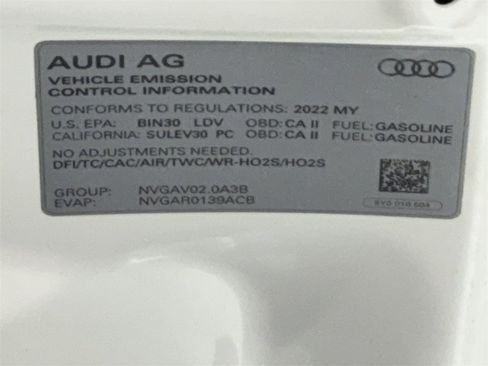 AUDI AG
VEHICLE EMISSION
CONTROL INFORMATION
CONFORMS TO REGULATIONS: 2022 MY
U.S. EPA: BIN30 LDV OBD: CA II FUEL: GASOLINE
CALIFORNIA: SULEV30 PC OBD: CA II FUEL: GASOLINE
NO ADJUSTMENTS NEEDED.
DFI/TC/CAC/AIR/TWC/WR-HO2S/HO2S
GROUP: NVGAV02.0A3B
EVAP: NVGAR0139ACB